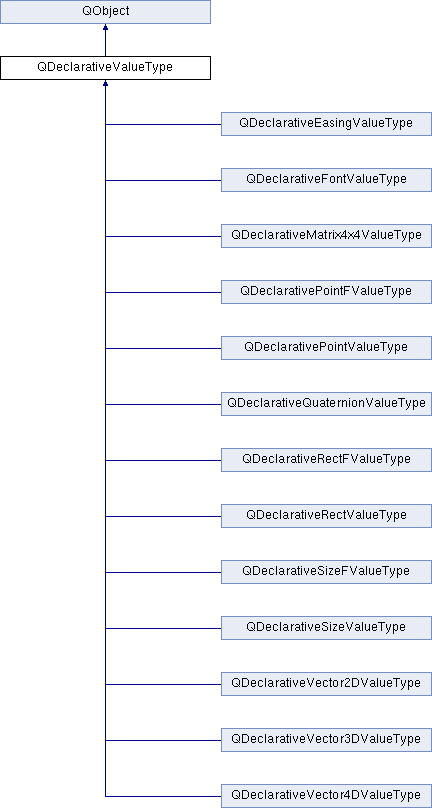 QObject
QDeclarativeValueType
QDeclarativeEasingValueType
QDeclarativeFontValueType
QDeclarativeMatrix4x4ValueType
QDeclarativePointFValueType
QDeclarativePointValueType
QDeclarativeQuaternionValueType
QDeclarativeRectFValueType
QDeclarativeRectValueType
QDeclarativeSizeFValueType
QDeclarativeSizeValueType
QDeclarativeVector2DValueType
QDeclarativeVector3DValueType
QDeclarativeVector4DValueType